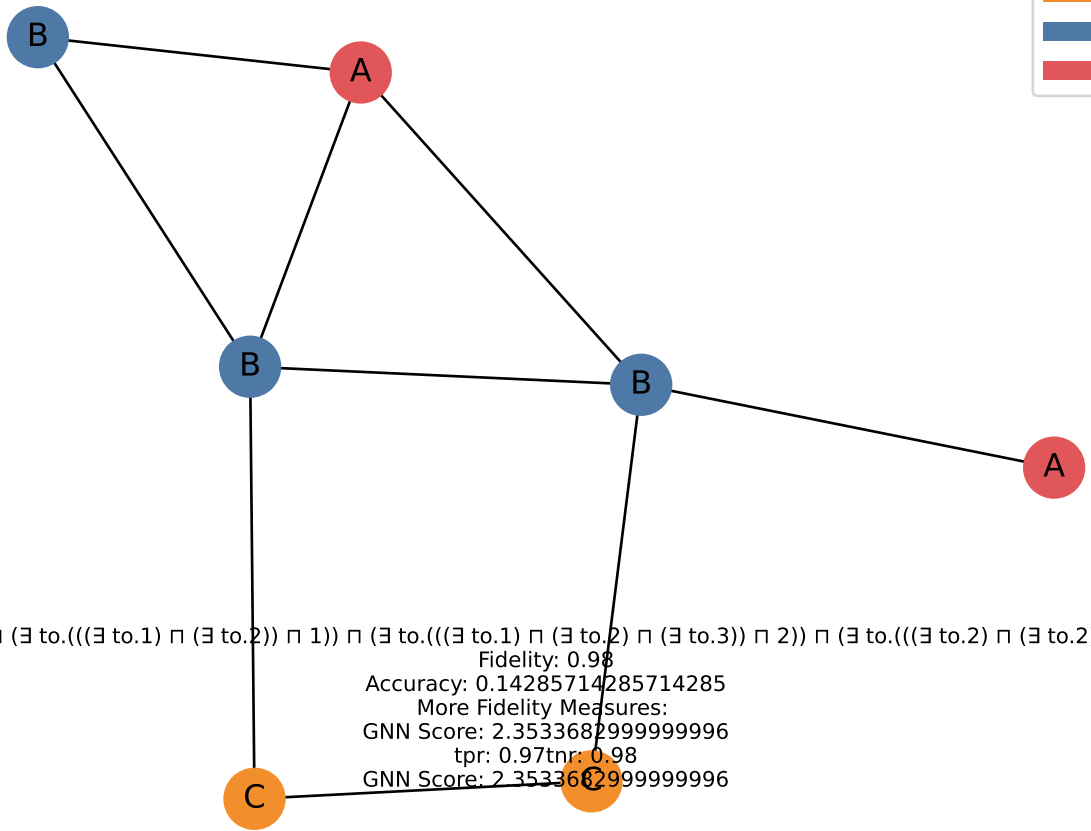 B
A
B
B
A
(∃ to.(((∃ to.1) ⊓ (∃ to.2)) ⊓ 1)) ⊓ (∃ to.(((∃ to.1) ⊓ (∃ to.2) ⊓ (∃ to.3)) ⊓ 2)) ⊓ (∃ to.(((∃ to.2) ⊓ (∃ to.2
Fidelity: 0.98
Accuracy: 0.14285714285714285
More Fidelity Measures:
GNN Score: 2.3533682999999996
tpr: 0.97tnr: 0.98
GNN Score: 2.3533682999999996
C
C